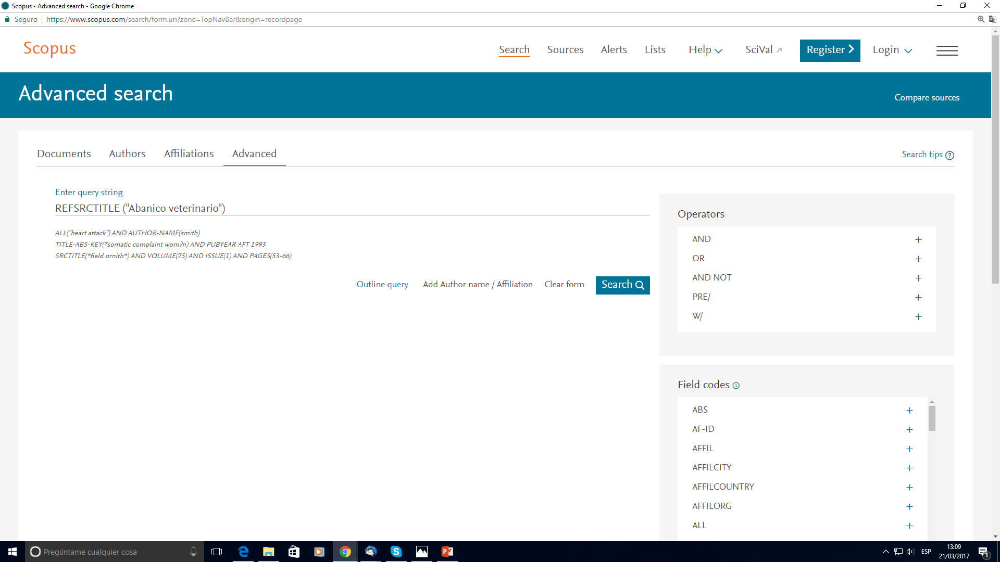 Scopus - Advanced search - Google Chrome
Seguro https://www.scopus.com/search/form.uri?zone=TopNavBar&origin=recordpage
Scopus Search Sources Alerts Lists Help SciVal Register Login
Advanced search
Compare sources
Documents Authors Affiliations Advanced Search tips
Enter query string
REFSRCTITLE ("Abanico veterinario")
ALL("heart attack") AND AUTHOR-NAME(smith)
TITLE-ABS-KEY(*somatic complaint wom?n) AND PUBYEAR AFT 1993
SRCTITLE(*field ornith*) AND VOLUME(75) AND ISSUE(1) AND PAGES(53-66)
Outline query Add Author name / Affiliation Clear form Search
Operators
AND
OR
AND NOT
PRE/
W/
Field codes
ABS
AF-ID
AFFIL
AFFILCITY
AFFILCOUNTRY
AFFILORG
ALL
Pregúntame cualquier cosa
ESP
13:09
21/03/2017
1